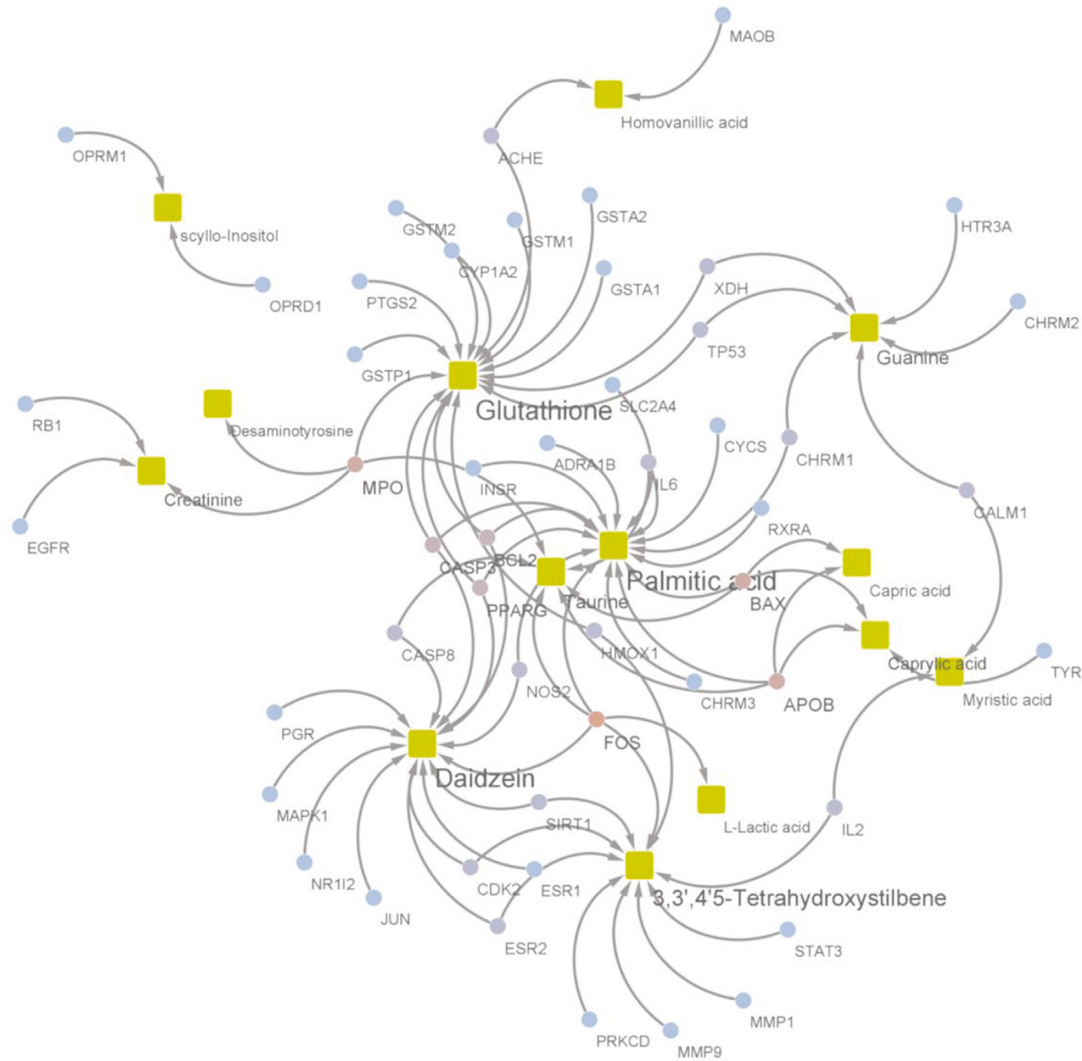 MAOB
Homovanillic acid
OPRM1
ACHE
scyllo-Inositol
GSTM2
GSTM1
GSTA2
HTR3A
CYP1A2
OPRD1
PTGS2
GSTA1
XDH
CHRM2
TP53
Guanine
GSTP1
Glutathione
SLC2A4
RB1
Desaminotyrosine
CYCS
CHRM1
ADRA1B
MPO
INSR
IL6
Creatinine
CALM1
RXRA
EGFR
CASP3
BCL2
Palmitic acid
Capric acid
PPARG
Taurine
BAX
CASP8
HMOX1
Caprylic acid
TYR
NOS2
CHRM3
APOB
Myristic acid
PGR
FOS
Daidzein
MAPK1
SIRT1
L-Lactic acid
IL2
NR1I2
CDK2
ESR1
3,3',4'5-Tetrahydroxystilbene
JUN
ESR2
STAT3
MMP1
PRKCD
MMP9